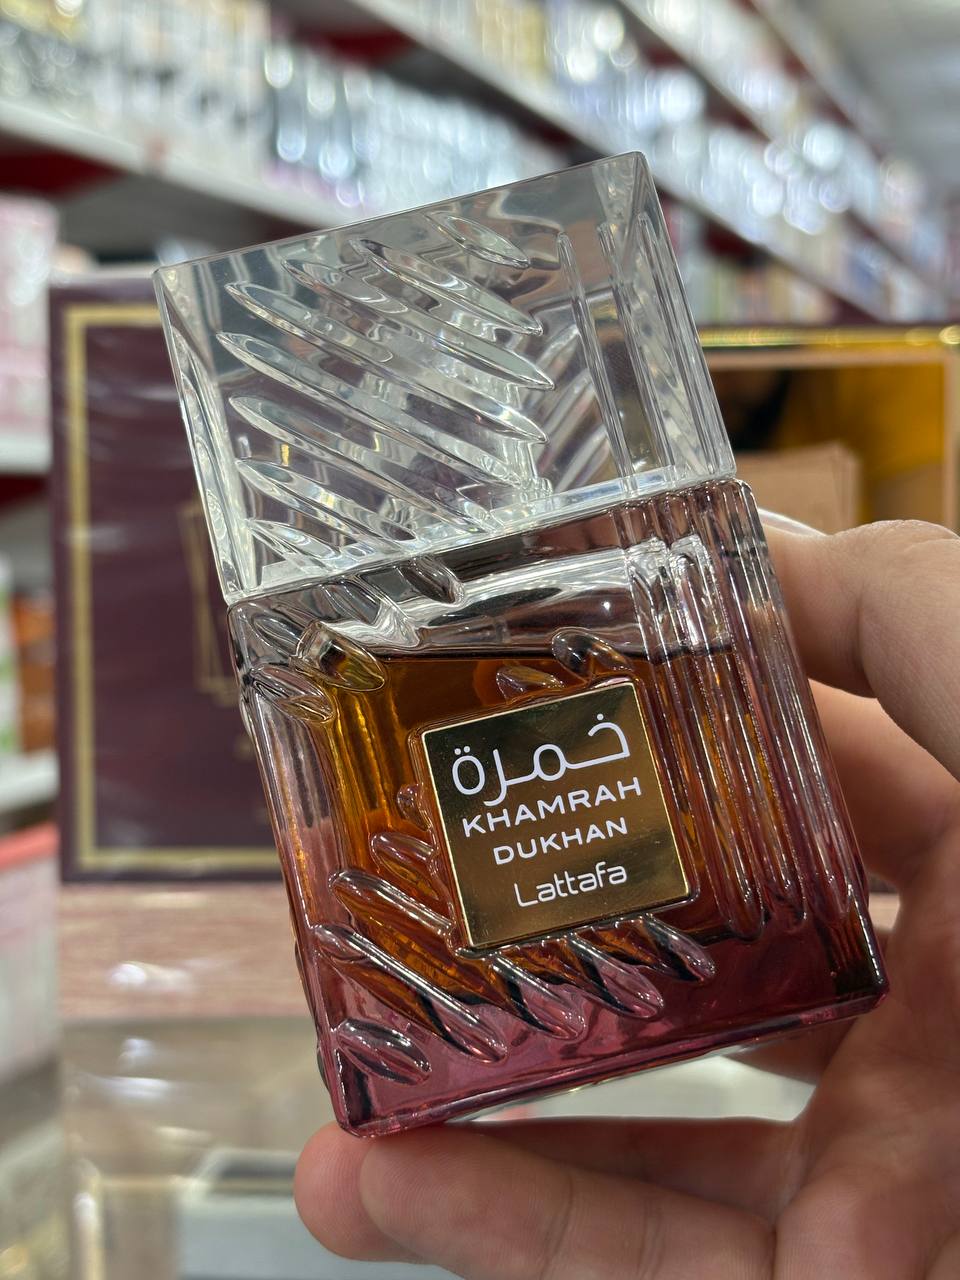 خمرة
KHAMRAH
DUKHAN
Lattafa